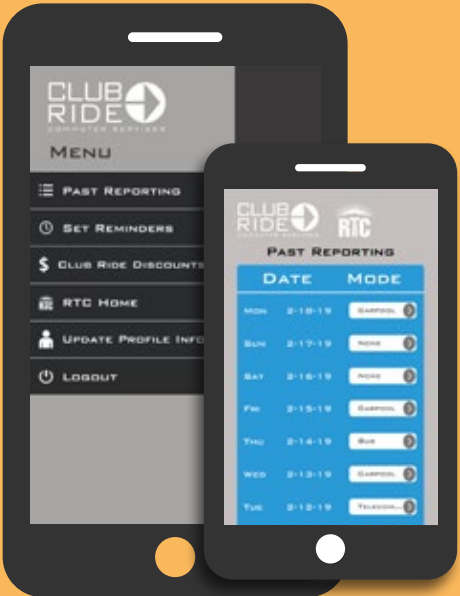 CLUB
RIDE
COMMUTER SERVICES
MENU
PAST REPORTING
SET REMINDERS
$ CLUB RIDE DISCOUNTS
RTC HOME
UPDATE PROFILE INFO
LOGOUT
CLUB
RIDE
COMMUTER SERVICES
RTC
PAST REPORTING
DATE MODE
MON 2-18-19 CARPOOL
SUN 2-17-19 NONE
SAT 2-16-19 NONE
FRI 2-15-19 CARPOOL
THU 2-14-19 BUS
WED 2-13-19 CARPOOL
TUE 2-12-19 TELECOM...